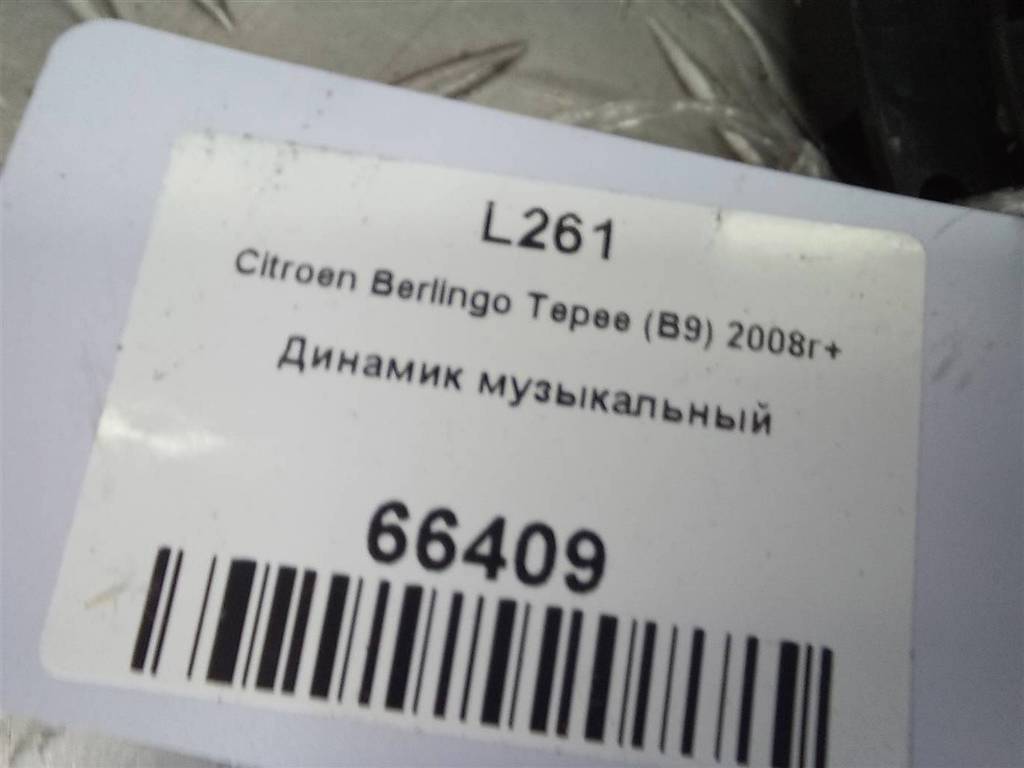 L261
Citroen Berlingo Tepee (B9) 2008г+
Динамик музыкальный
66409